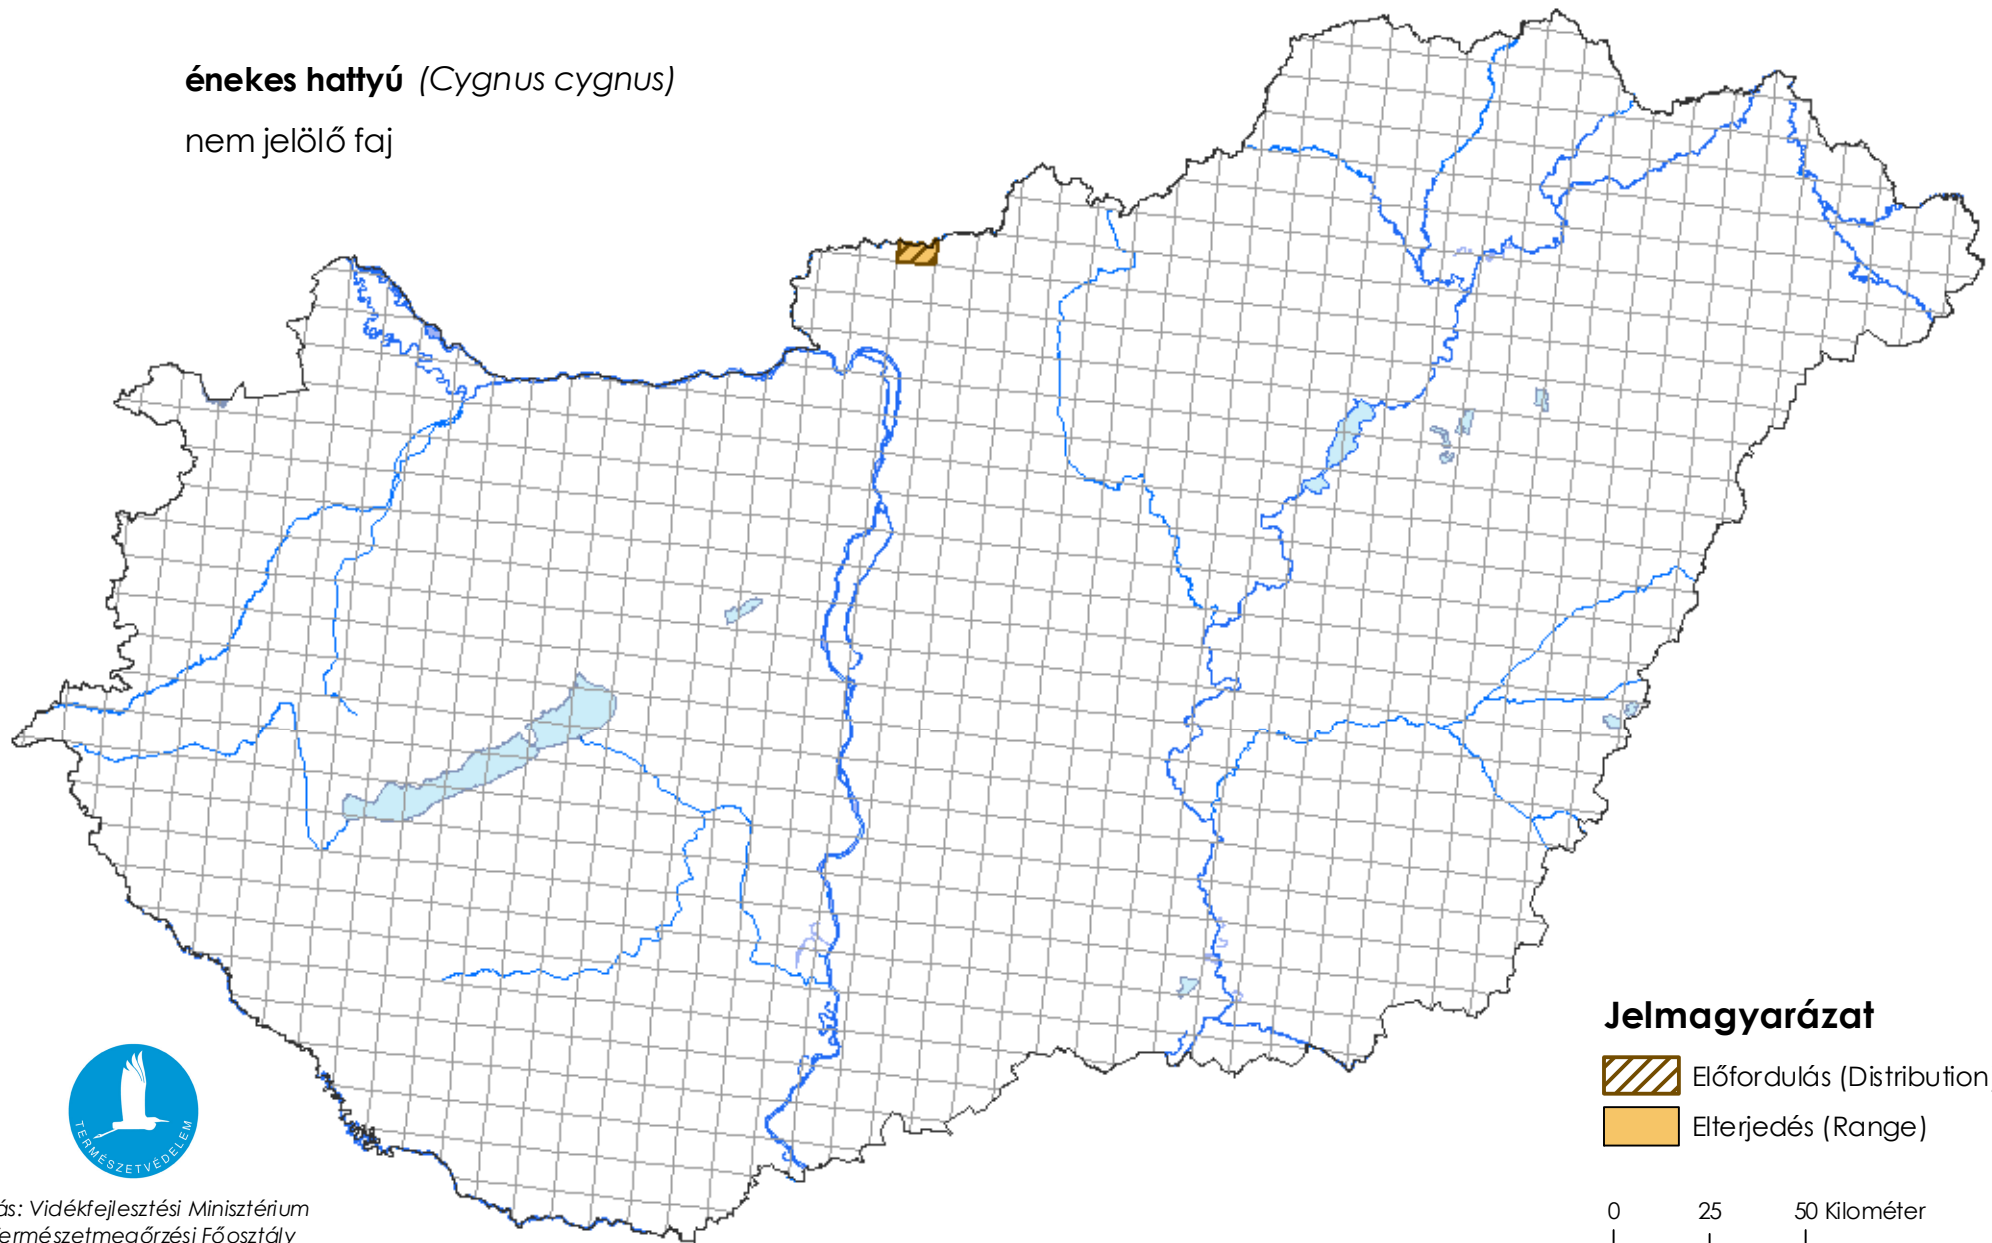 énekes hattyú (Cygnus cygnus)
nem jelölő faj
Jelmagyarázat
Előfordulás (Distribution
Elterjedés (Range)
0 25 50 Kilométer
TERMÉSZETVÉDELEM
ás: Vidékfejlesztési Minisztérium
Természetmegőrzési Főosztály